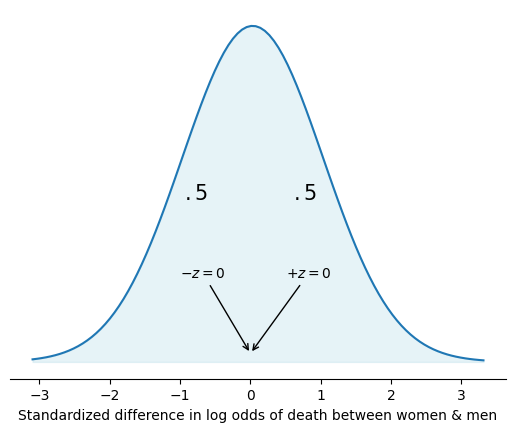 .5 .5
−z = 0 +z = 0
−3 −2 −1 0 1 2 3
Standardized difference in log odds of death between women & men